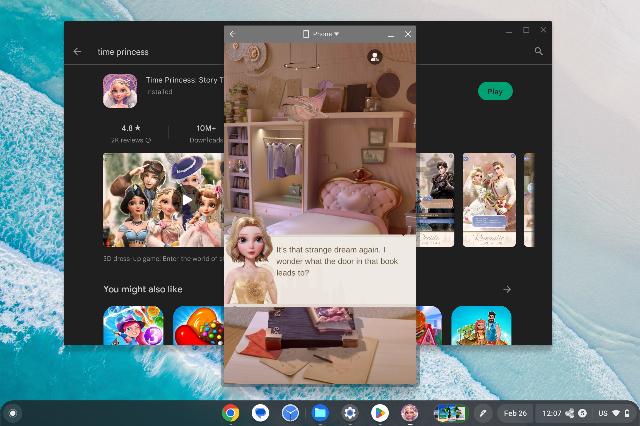 Phone
time princess
Time Princess: Story T
Installed
Play
4.8 ★
2K reviews
10M+
Downloads
It's that strange dream again. I
wonder what the door in that book
leads to?
3D dress-up game. Enter the world of s
You might also like
Feb 26
12:07
US